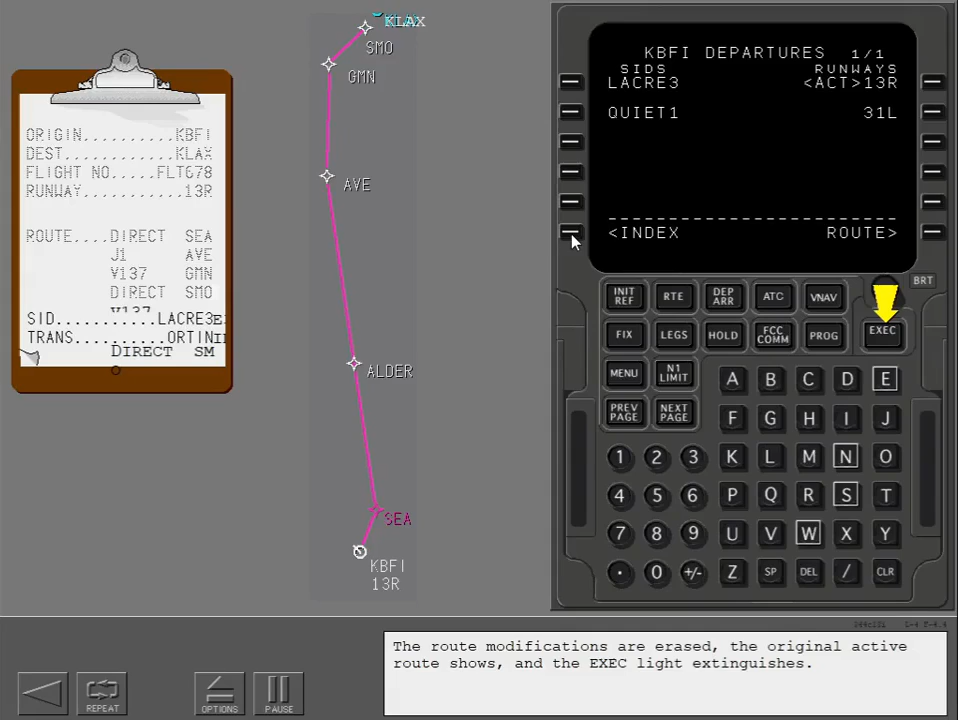 ORIGIN..........KBFI
DEST............KLAX
FLIGHT NO.....FLT678
RUNWAY...........13R
ROUTE....DIRECT SEA
J1 AVE
V137 GMN
DIRECT SMO
SID..........LACRE3
TRANS..........ORTIN
DIRECT SM
KLAX
SMO
GMN
AVE
ALDER
SEA
KBFI
13R
KBFI DEPARTURES 1/1
SIDS RUNWAYS
LACRE3 <ACT>13R
QUIET1 31L
<INDEX ROUTE>
BRT
INIT REF RTE DEP ARR ATC VNAV
FIX LEGS HOLD FCC COMM PROG EXEC
MENU N1 LIMIT
PREV PAGE NEXT PAGE
A B C D E
F G H I J
1 2 3 K L M N O
4 5 6 P Q R S T
7 8 9 U V W X Y
. 0 +/- Z SP DEL / CLR
The route modifications are erased, the original active
route shows, and the EXEC light extinguishes.
REPEAT OPTIONS PAUSE